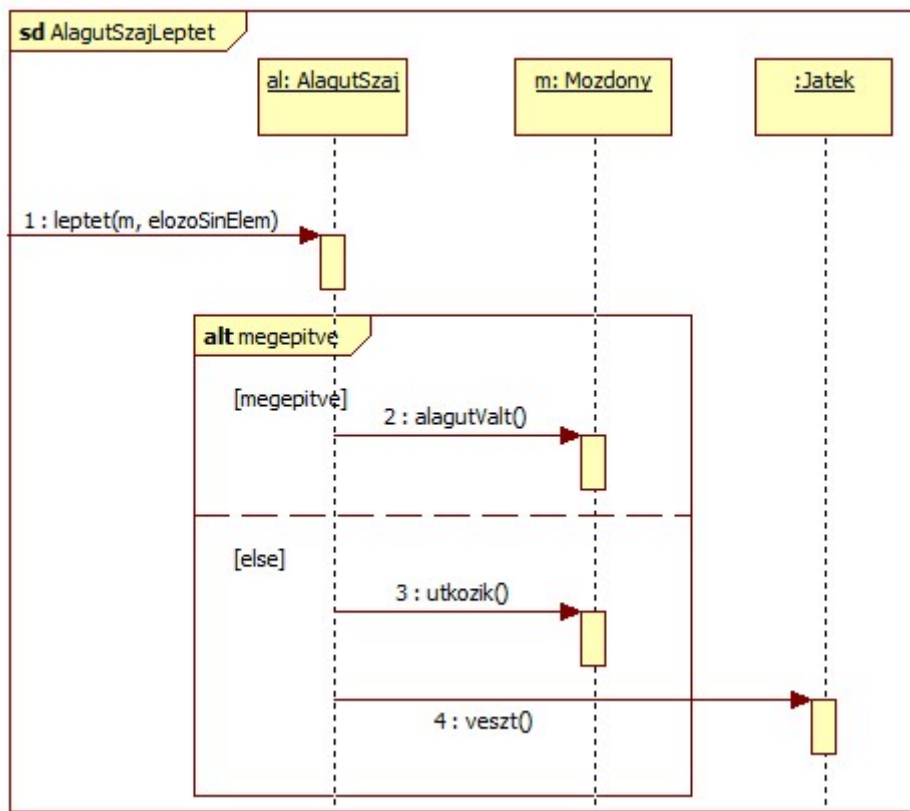 sd AlagutSzajLeptet
al: AlagutSzaj
m: Mozdony
:Jatek
1 : leptet(m, elozoSinElem)
alt megepitve
[megepitve]
2 : alagutValt()
[else]
3 : utkozik()
4 : veszt()